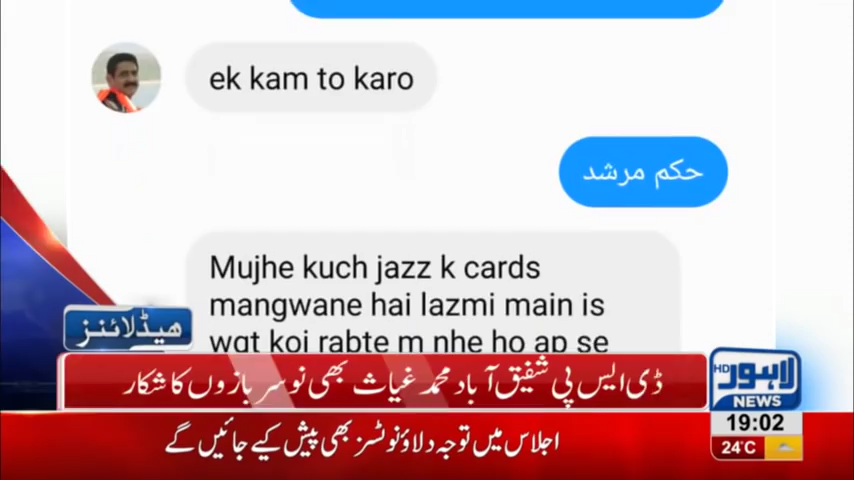 ek kam to karo
حکم مرشد
Mujhe kuch jazz k cards
mangwane hai lazmi main is
wqt koi rabte m nhe ho ap se
ہیڈلائنز
ڈی ایس پی شفیق آباد محمد غیاث بھی نوسربازوں کا شکار
HD لاہور
NEWS
19:02
24°C
اجلاس میں توجہ دلاؤ نوٹسز بھی پیش کیے جائیں گے